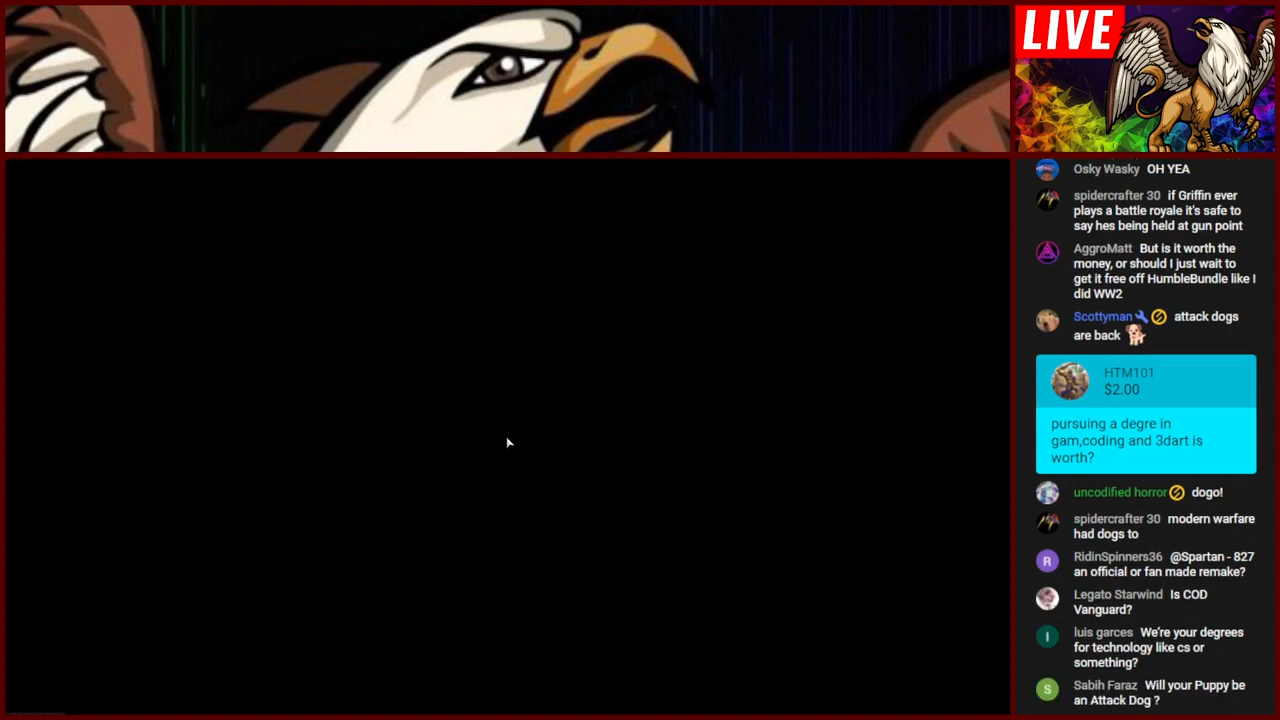 LIVE
Osky Wasky OH YEA
spidercrafter 30 if Griffin ever
plays a battle royale it's safe to
say hes being held at gun point
AggroMatt But is it worth the
money, or should I just wait to
get it free off HumbleBundle like I
did WW2
Scottyman attack dogs
are back
HTM101
$2.00
pursuing a degre in
gam,coding and 3dart is
worth?
uncodified horror dogo!
spidercrafter 30 modern warfare
had dogs to
R
RidinSpinners36 @Spartan - 827
an official or fan made remake?
Legato Starwind Is COD
Vanguard?
l
luis garces We're your degrees
for technology like cs or
something?
S
Sabih Faraz Will your Puppy be
an Attack Dog ?